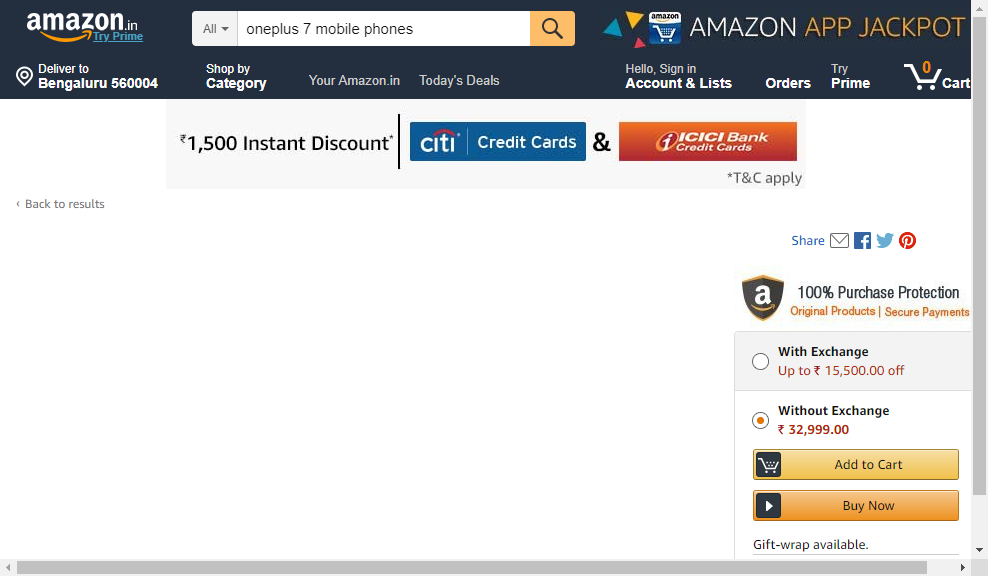 amazon.in
Try Prime
All
oneplus 7 mobile phones
amazon
AMAZON APP JACKPOT
Deliver to
Bengaluru 560004
Shop by
Category
Your Amazon.in
Today's Deals
Hello, Sign in
Account & Lists
Orders
Try
Prime
0
Cart
₹1,500 Instant Discount*
citi
Credit Cards
&
ICICI Bank
Credit Cards
*T&C apply
‹ Back to results
Share
a
100% Purchase Protection
Original Products | Secure Payments
With Exchange
Up to ₹ 15,500.00 off
Without Exchange
₹ 32,999.00
Add to Cart
Buy Now
Gift-wrap available.